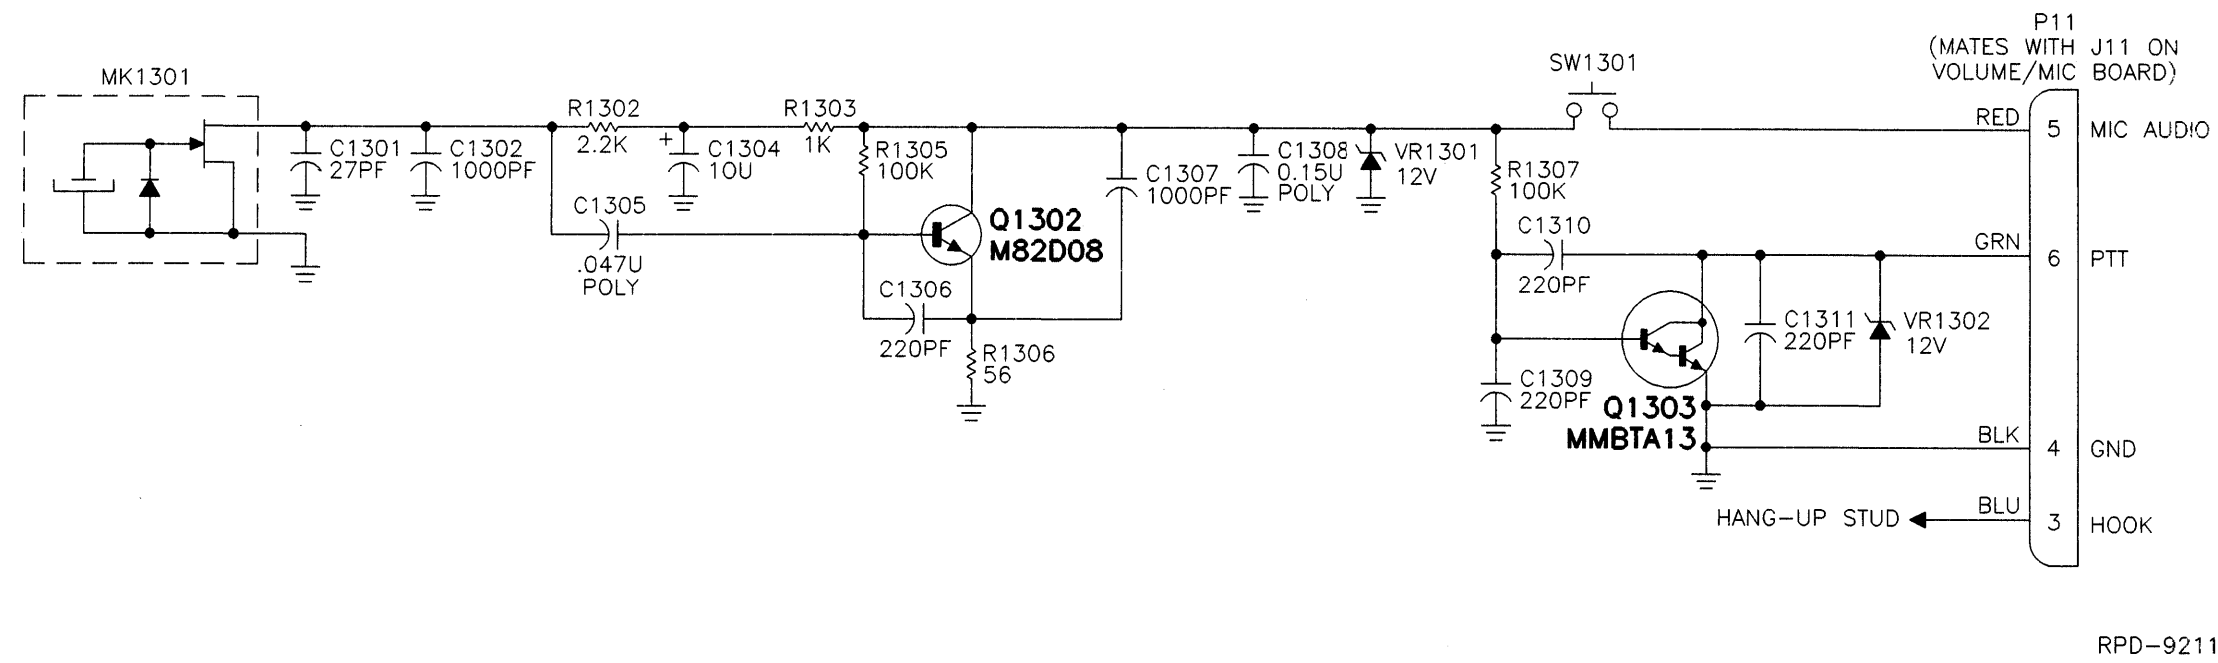 P11
(MATES WITH J11 ON
VOLUME/MIC BOARD)
MK1301
SW1301
R1302
2.2K
R1303
1K
RED
5
MIC AUDIO
C1301
27PF
C1302
1000PF
+
C1304
10U
R1305
100K
C1307
1000PF
C1308
0.15U
POLY
VR1301
12V
R1307
100K
C1305
.047U
POLY
Q1302
M82D08
C1310
220PF
GRN
6
PTT
C1306
220PF
R1306
56
C1311
220PF
VR1302
12V
C1309
220PF
Q1303
MMBTA13
BLK
4
GND
HANG-UP STUD
BLU
3
HOOK
RPD-9211